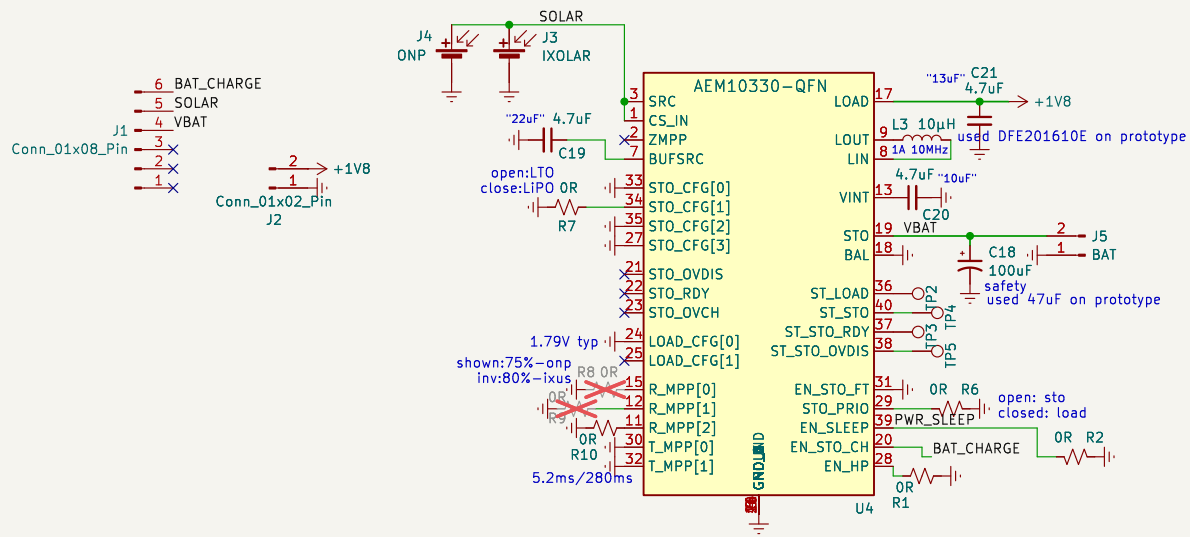 SOLAR
J4
ONP
J3
IXOLAR
6 BAT_CHARGE
5 SOLAR
4 VBAT
J1
3
Conn_01x08_Pin
2
1
2 +1V8
1
Conn_01x02_Pin
J2
AEM10330-QFN
3 SRC
1 CS_IN
2 ZMPP
7 BUFSRC
"22uF" 4.7uF
C19
open:LTO
close:LiPO
0R
R7
33 STO_CFG[0]
34 STO_CFG[1]
35 STO_CFG[2]
27 STO_CFG[3]
21 STO_OVDIS
22 STO_RDY
23 STO_OVCH
1.79V typ
24 LOAD_CFG[0]
25 LOAD_CFG[1]
shown:75%-onp
inv:80%-ixus
R8 0R
15 R_MPP[0]
0R
R9
12 R_MPP[1]
11 R_MPP[2]
0R
R10
30 T_MPP[0]
32 T_MPP[1]
5.2ms/280ms
LOAD 17
"13uF" C21
4.7uF
+1V8
used DFE201610E on prototype
LOUT 9
L3 10µH
1A 10MHz
LIN 8
VINT 13
4.7uF "10uF"
C20
STO 19
VBAT
BAL 18
2 J5
1 BAT
C18
100uF
safety
used 47uF on prototype
ST_LOAD 36
TP2
ST_STO 40
TP4
ST_STO_RDY 37
TP3
ST_STO_OVDIS 38
TP5
EN_STO_FT 31
STO_PRIO 29
0R R6
open: sto
closed: load
EN_SLEEP 39
PWR_SLEEP
0R R2
EN_STO_CH 20
BAT_CHARGE
EN_HP 28
0R
R1
U4